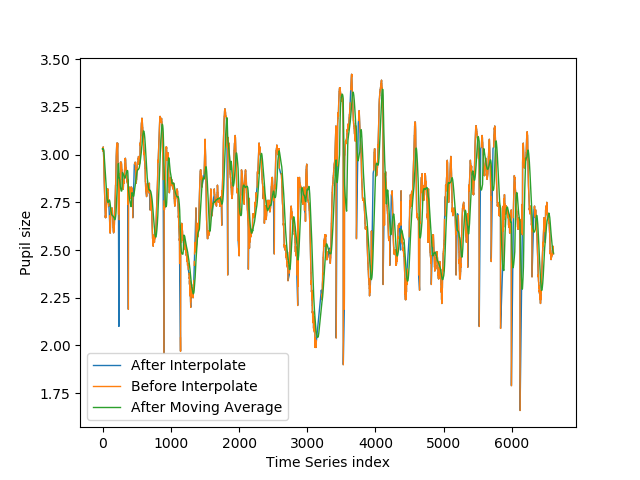 3.50
3.25
3.00
2.75
2.50
2.25
2.00
1.75
Pupil size
After Interpolate
Before Interpolate
After Moving Average
0 1000 2000 3000 4000 5000 6000
Time Series index